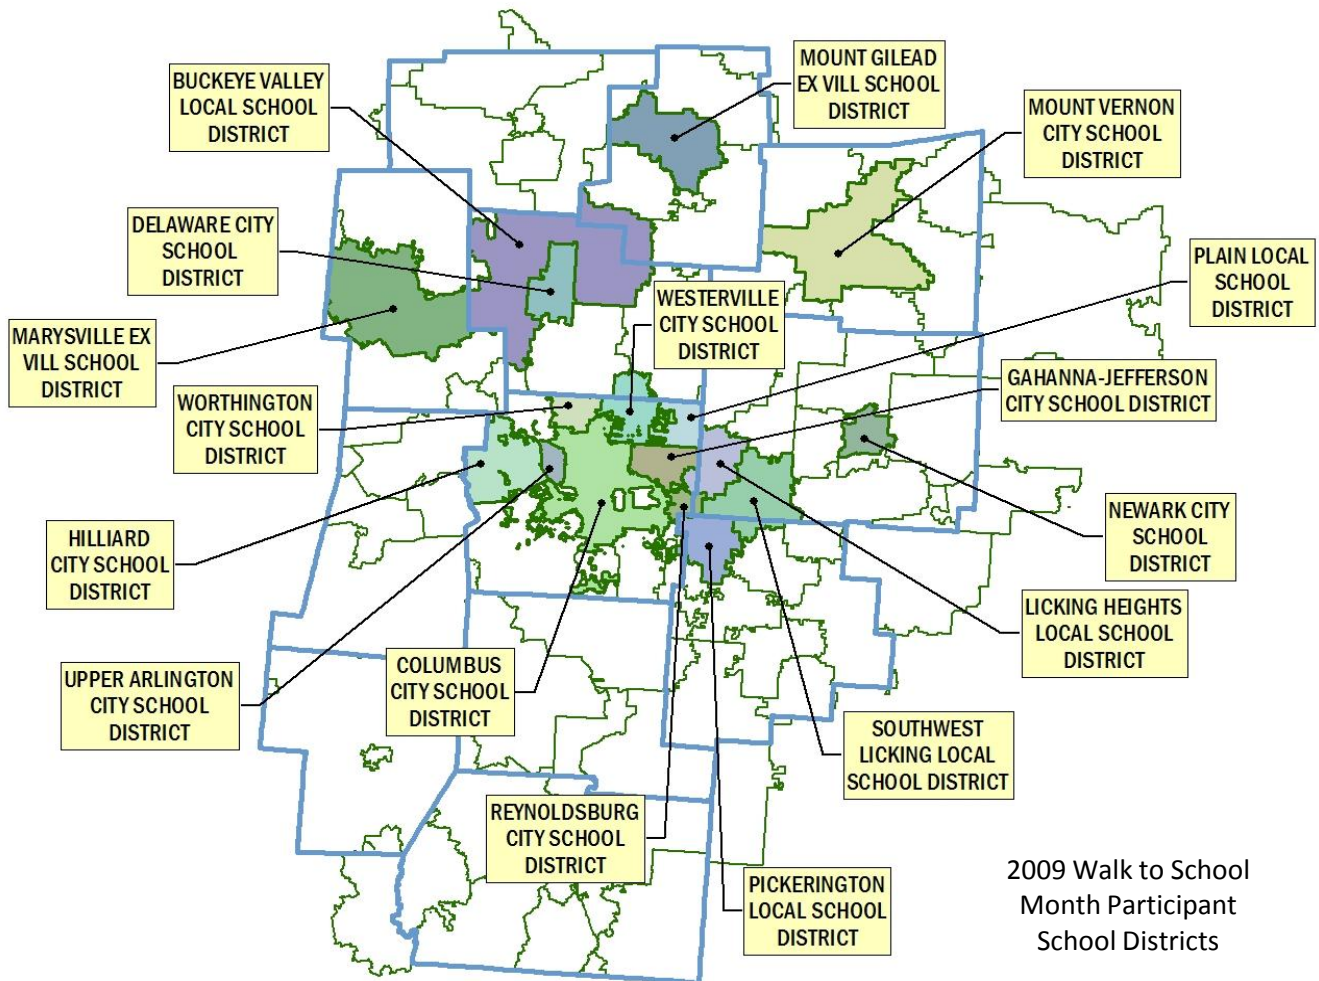 BUCKEYE VALLEY
LOCAL SCHOOL
DISTRICT
MOUNT GILEAD
EX VILL SCHOOL
DISTRICT
MOUNT VERNON
CITY SCHOOL
DISTRICT
DELAWARE CITY
SCHOOL
DISTRICT
PLAIN LOCAL
SCHOOL
DISTRICT
WESTERVILLE
CITY SCHOOL
DISTRICT
MARYSVILLE EX
VILL SCHOOL
DISTRICT
GAHANNA-JEFFERSON
CITY SCHOOL DISTRICT
WORTHINGTON
CITY SCHOOL
DISTRICT
NEWARK CITY
SCHOOL
DISTRICT
HILLIARD
CITY SCHOOL
DISTRICT
LICKING HEIGHTS
LOCAL SCHOOL
DISTRICT
UPPER ARLINGTON
CITY SCHOOL
DISTRICT
COLUMBUS
CITY SCHOOL
DISTRICT
SOUTHWEST
LICKING LOCAL
SCHOOL DISTRICT
REYNOLDSBURG
CITY SCHOOL
DISTRICT
PICKERINGTON
LOCAL SCHOOL
DISTRICT
2009 Walk to School
Month Participant
School Districts